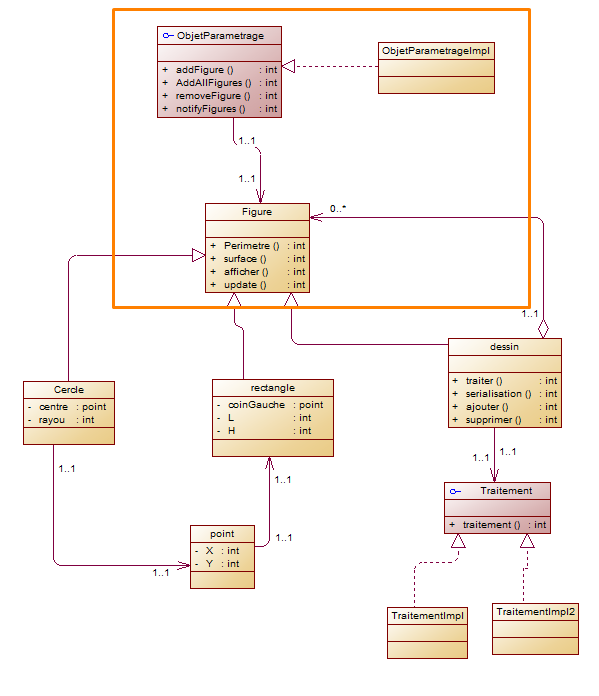 ObjetParametrage
+ addFigure () : int
+ AddAllFigures () : int
+ removeFigure () : int
+ notifyFigures () : int
ObjetParametrageImpl
1..1
1..1
Figure
+ Perimetre () : int
+ surface () : int
+ afficher () : int
+ update () : int
0..*
1..1
dessin
+ traiter () : int
+ serialisation () : int
+ ajouter () : int
+ supprimer () : int
Cercle
- centre : point
- rayou : int
rectangle
- coinGauche : point
- L : int
- H : int
1..1
1..1
1..1
1..1
1..1
1..1
point
- X : int
- Y : int
Traitement
+ traitement () : int
TraitementImpl
TraitementImpl2